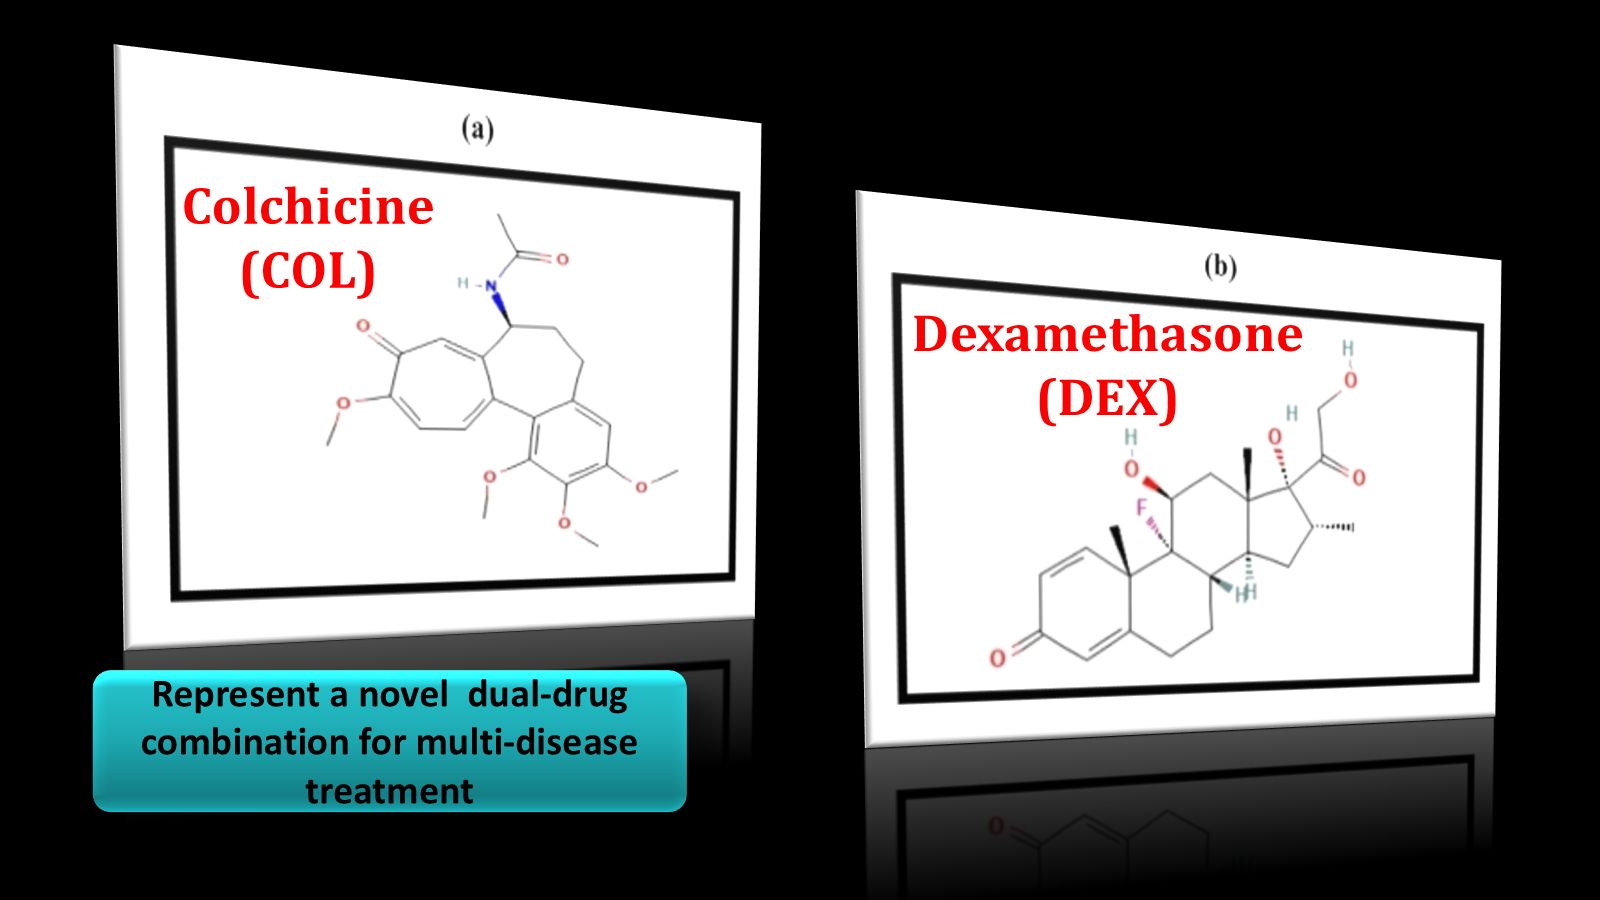 (a)
Colchicine
(COL)
O
H N
O
O
O
O
O
(b)
Dexamethasone
(DEX)
H
O
H
O
H
O
O
F
H H
O
Represent a novel dual-drug
combination for multi-disease
treatment
O